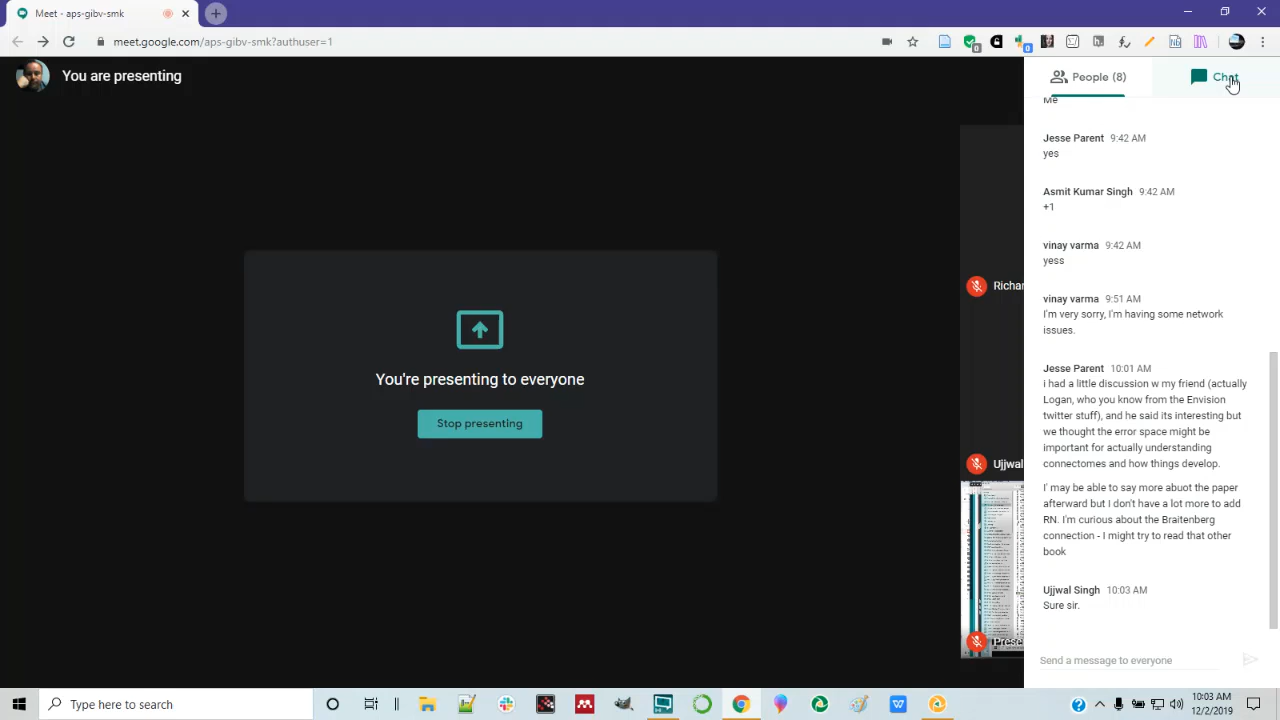 Meet - aps-gibv-smk
meet.google.com/aps-gibv-smk?authuser=1
You are presenting
People (8)
Chat
Me
Jesse Parent 9:42 AM
yes
Asmit Kumar Singh 9:42 AM
+1
vinay varma 9:42 AM
yess
vinay varma 9:51 AM
I'm very sorry, I'm having some network
issues.
Jesse Parent 10:01 AM
i had a little discussion w my friend (actually
Logan, who you know from the Envision
twitter stuff), and he said its interesting but
we thought the error space might be
important for actually understanding
connectomes and how things develop.
I' may be able to say more abuot the paper
afterward but I don't have a lot more to add
RN. I'm curious about the Braitenberg
connection - I might try to read that other
book
Ujjwal Singh 10:03 AM
Sure sir.
Send a message to everyone
You're presenting to everyone
Stop presenting
Richar
Ujjwal
Prese
Type here to search
10:03 AM
12/2/2019